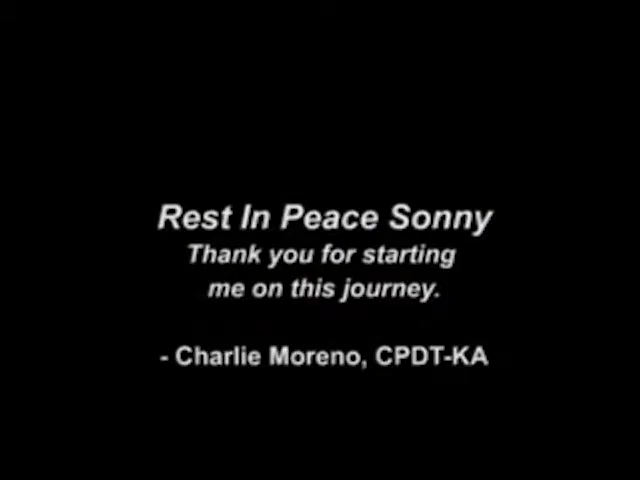 Rest In Peace Sonny
Thank you for starting
me on this journey.
- Charlie Moreno, CPDT-KA